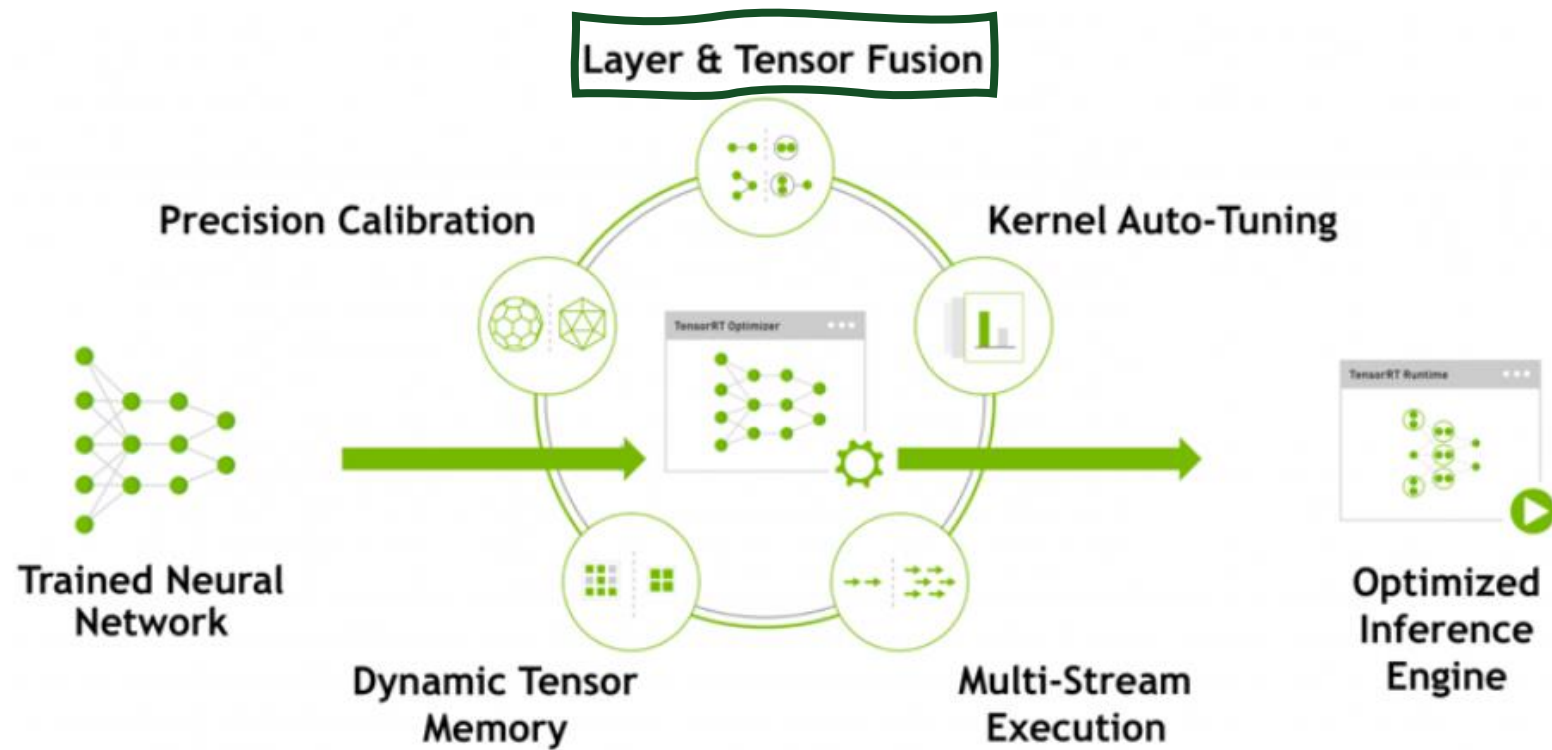 Layer & Tensor Fusion
Precision Calibration
Kernel Auto-Tuning
TensorRT Optimizer
TensorRT Runtime
Trained Neural
Network
Optimized
Inference
Engine
Dynamic Tensor
Memory
Multi-Stream
Execution